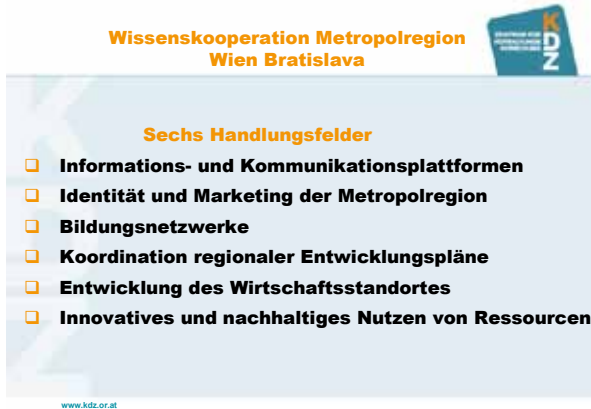 Wissenskooperation Metropolregion
Wien Bratislava
KDZ
Sechs Handlungsfelder
Informations- und Kommunikationsplattformen
Identität und Marketing der Metropolregion
Bildungsnetzwerke
Koordination regionaler Entwicklungspläne
Entwicklung des Wirtschaftsstandortes
Innovatives und nachhaltiges Nutzen von Ressourcen
www.kdz.or.at